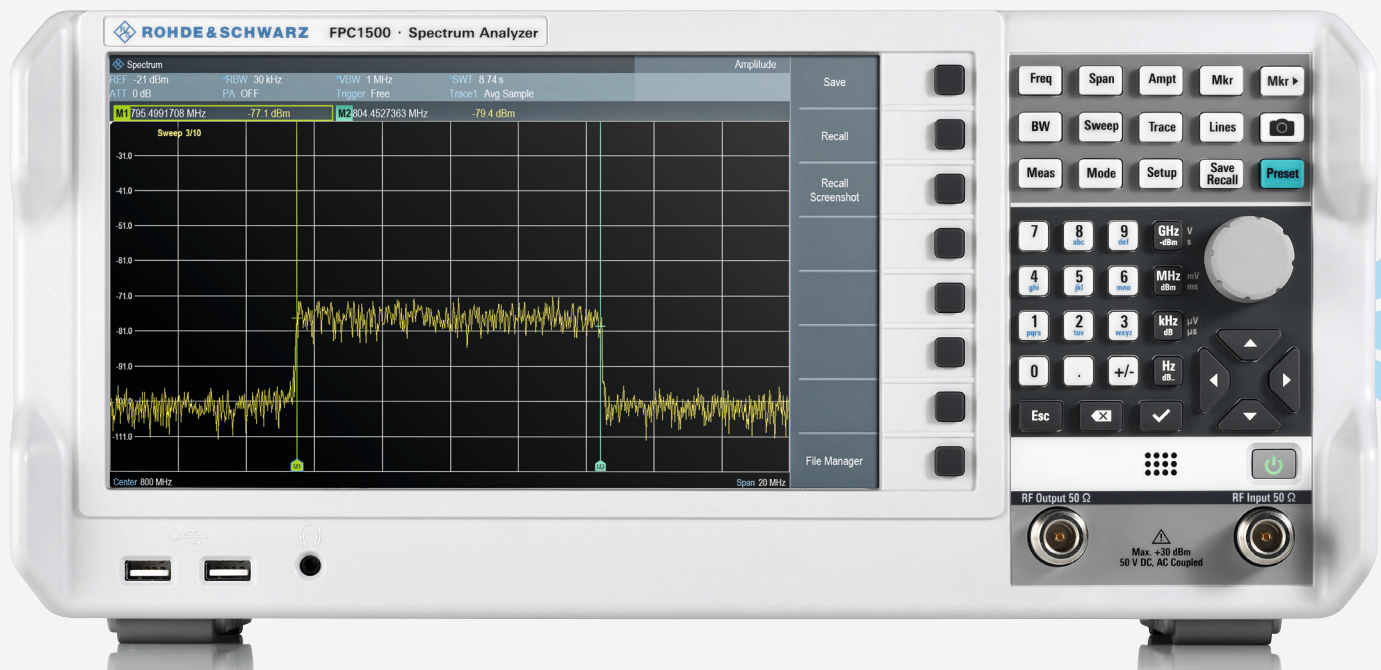 ROHDE & SCHWARZ FPC1500 · Spectrum Analyzer
Spectrum Amplitude
REF -21 dBm *RBW 30 kHz *VBW 1 MHz *SWT 8.74 s
ATT 0 dB PA OFF Trigger Free Trace1 Avg Sample
M1 795.4991708 MHz -77.1 dBm M2 804.4527363 MHz -79.4 dBm
Sweep 3/10
-31.0
-41.0
-51.0
-61.0
-71.0
-81.0
-91.0
-111.0
M1 M2
Center 800 MHz Span 20 MHz
Save
Recall
Recall
Screenshot
File Manager
Freq Span Ampt Mkr Mkr
BW Sweep Trace Lines
Meas Mode Setup Save Recall Preset
7 8 abc 9 def GHz -dBm V s
4 ghi 5 jkl 6 mno MHz dBm mV ms
1 pqrs 2 tuv 3 wxyz kHz dB µV µs
0 . +/- Hz dB..
Esc
RF Output 50 Ω RF Input 50 Ω
Max. +30 dBm
50 V DC, AC Coupled